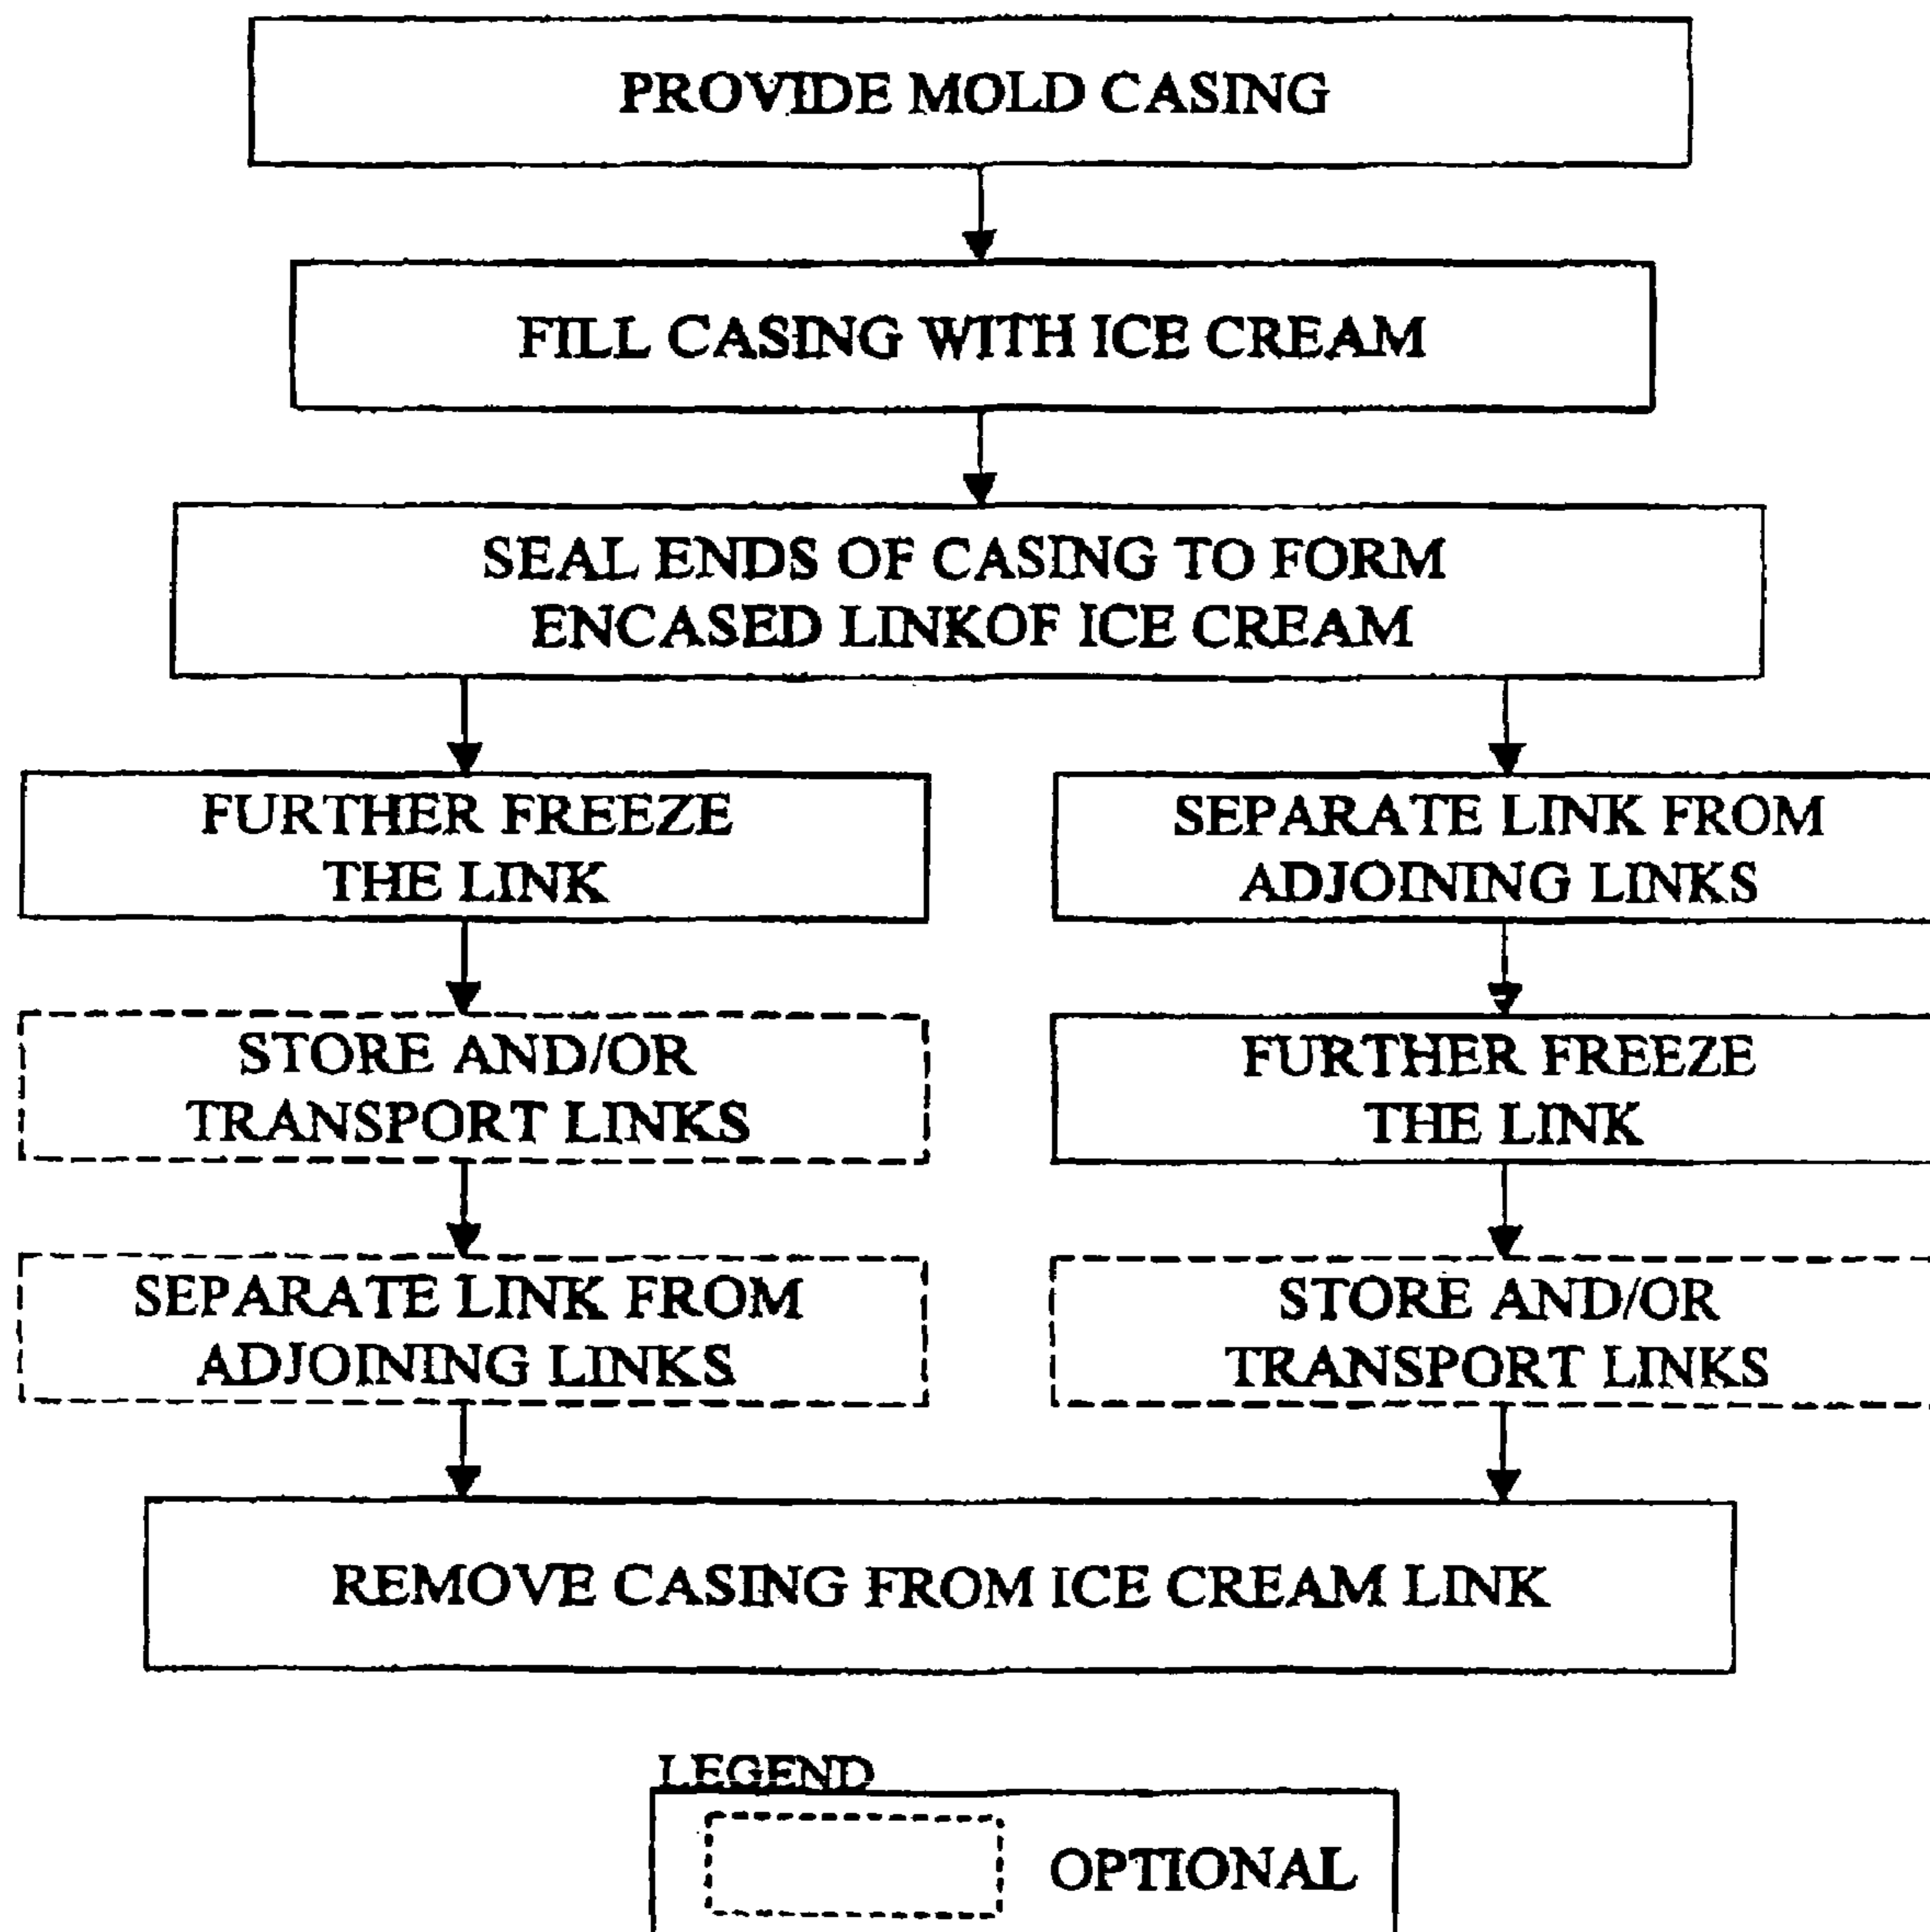 PROVIDE MOLD CASING
FILL CASING WITH ICE CREAM
SEAL ENDS OF CASING TO FORM
ENCASED LINKOF ICE CREAM
FURTHER FREEZE
THE LINK
STORE AND/OR
TRANSPORT LINKS
SEPARATE LINK FROM
ADJOINING LINKS
SEPARATE LINK FROM
ADJOINING LINKS
FURTHER FREEZE
THE LINK
STORE AND/OR
TRANSPORT LINKS
REMOVE CASING FROM ICE CREAM LINK
LEGEND
OPTIONAL